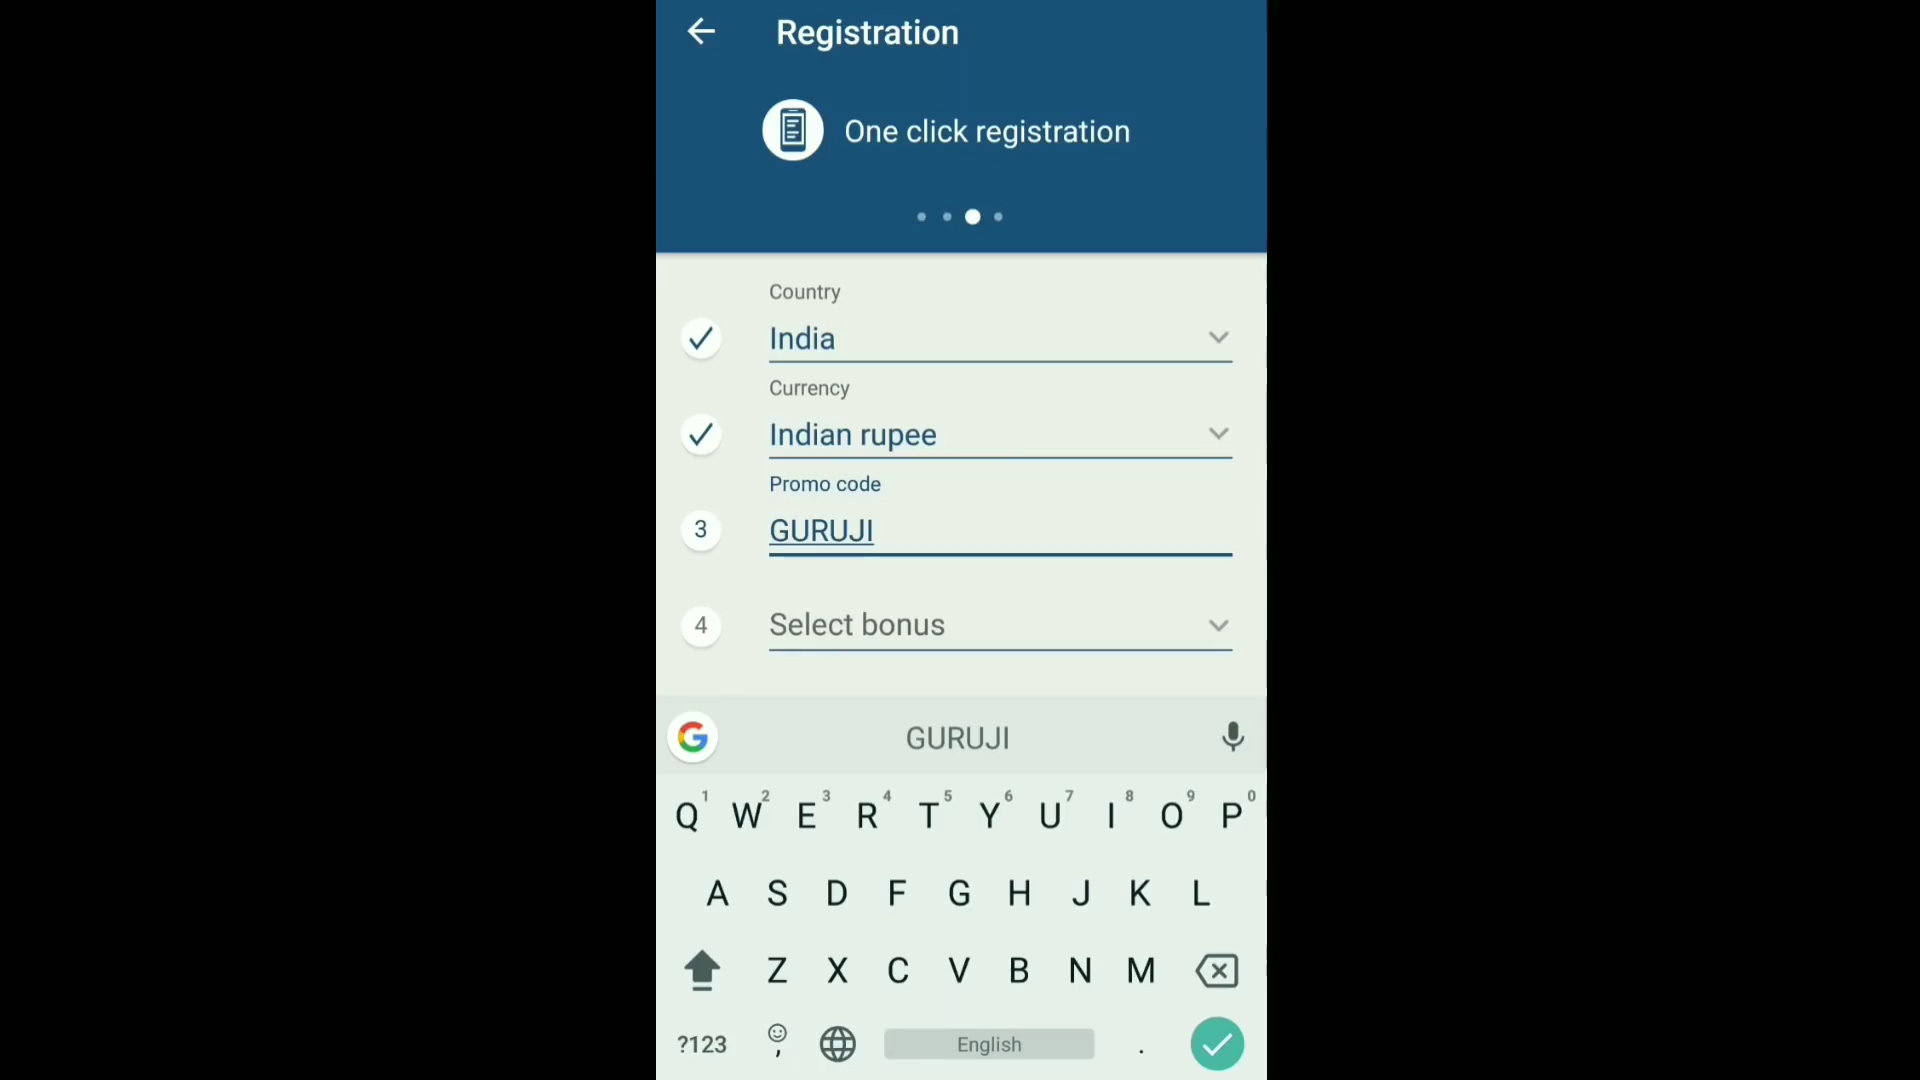 Registration
One click registration
Country
India
Currency
Indian rupee
Promo code
3 GURUJI
4 Select bonus
G GURUJI
Q1 W2 E3 R4 T5 Y6 U7 I8 O9 P0
A S D F G H J K L
Z X C V B N M
?123 , English .